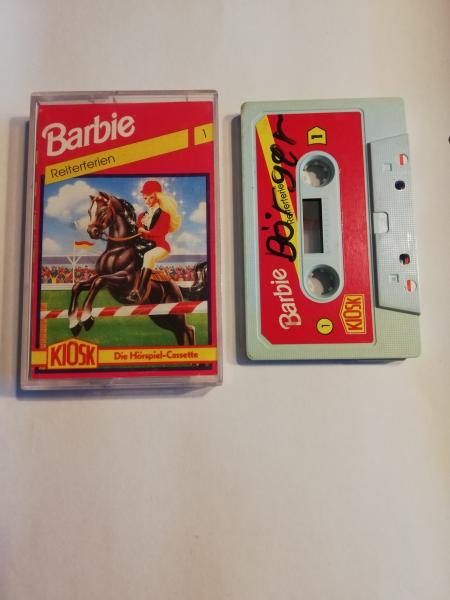 Barbie
Reiterferien
1
KIOSK
Die Hörspiel-Cassette
Barbie
Reiterferien
1
1
KIOSK